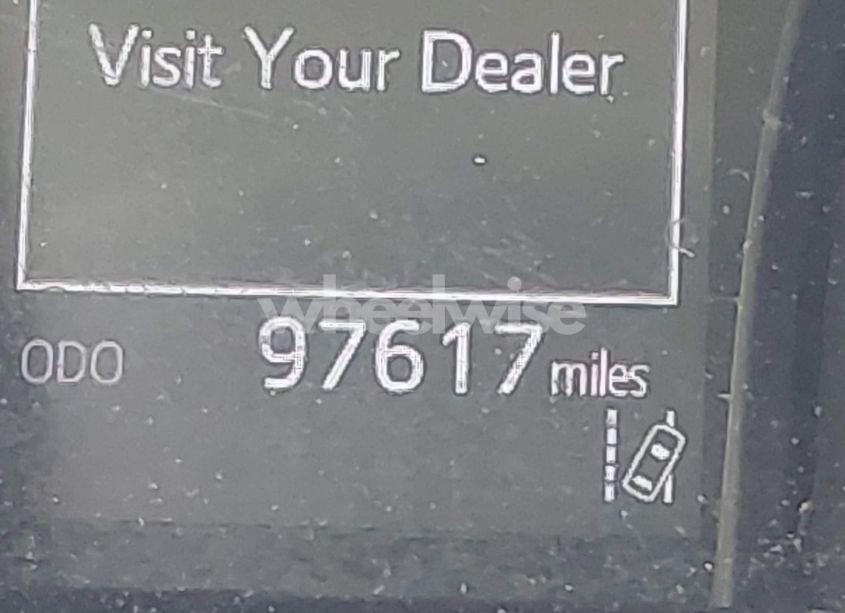 Visit Your Dealer
wheelwise
ODO 97617 miles